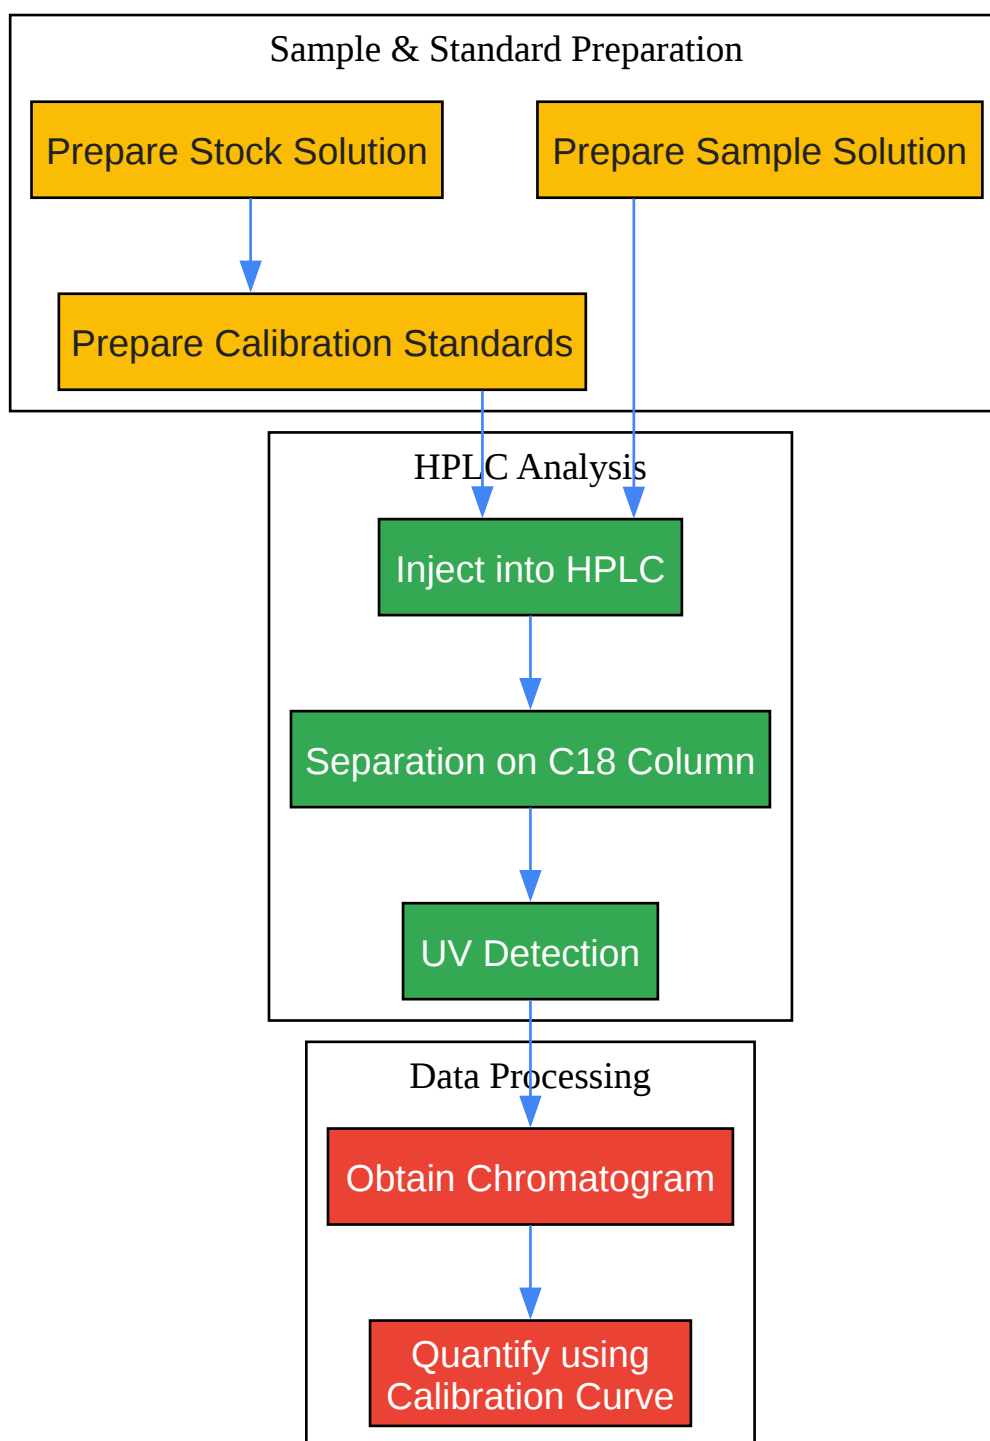 Sample & Standard Preparation
Prepare Stock Solution
Prepare Sample Solution
Prepare Calibration Standards
HPLC Analysis
Inject into HPLC
Separation on C18 Column
UV Detection
Data Processing
Obtain Chromatogram
Quantify using
Calibration Curve